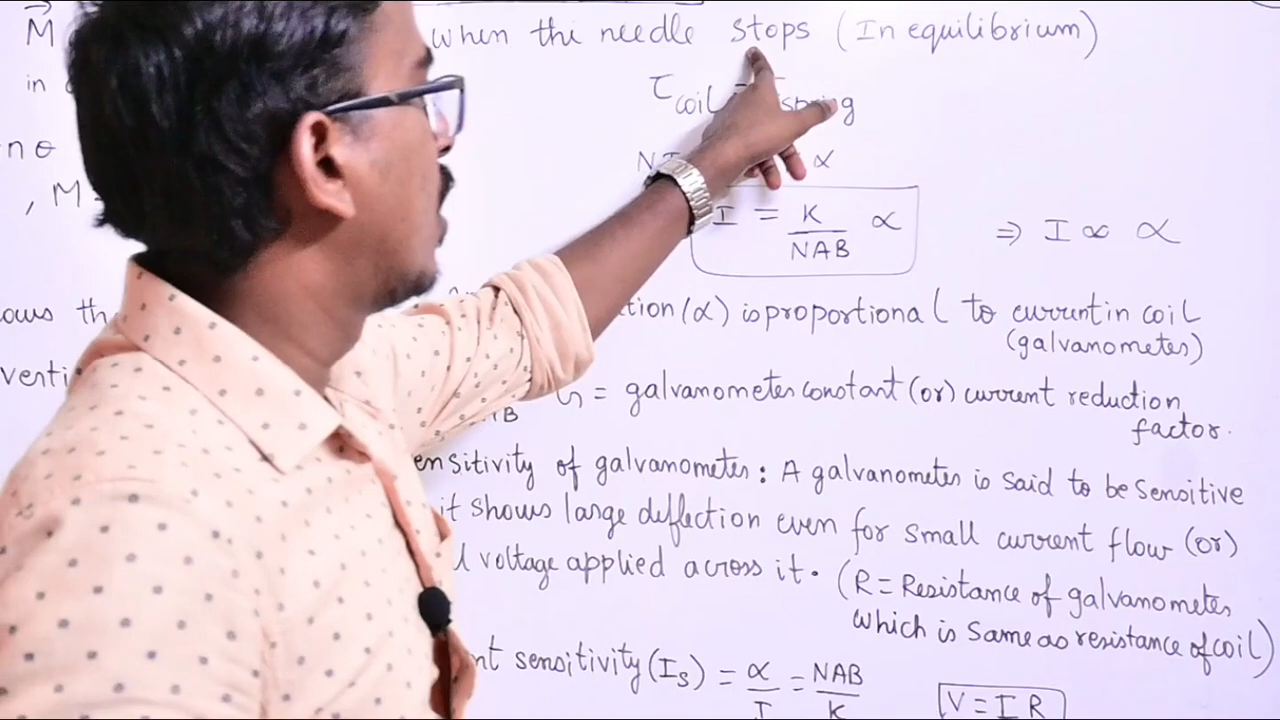 M⃗
when the needle stops (In equilibrium)
in
τcoil
nθ
α
, M
I = K/NAB α ⇒ I ∝ α
ows th
tion (α) is proportional to current in coil
(galvanometer)
venti
G = galvanometer constant (or) current reduction
factor.
ensitivity of galvanometer : A galvanometer is said to be sensitive
it shows large deflection even for small current flow (or)
l voltage applied across it. (R = Resistance of galvanometer
which is same as resistance of coil)
nt sensitivity (Is) = α/I = NAB/K
V = I R